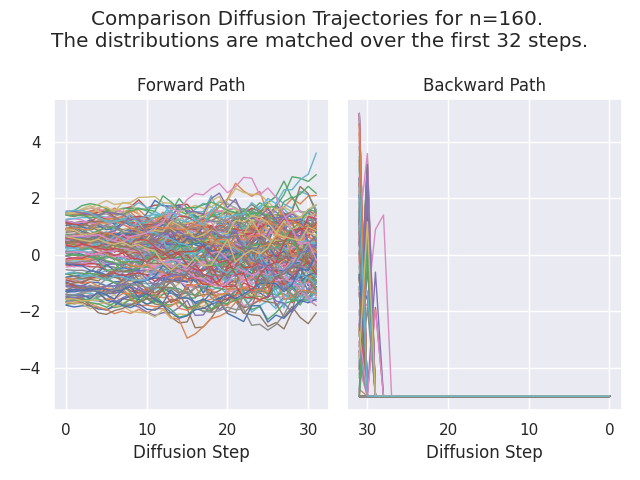 Comparison Diffusion Trajectories for n=160.
The distributions are matched over the first 32 steps.
Forward Path
Backward Path
4
2
0
−2
−4
0 10 20 30
30 20 10 0
Diffusion Step
Diffusion Step